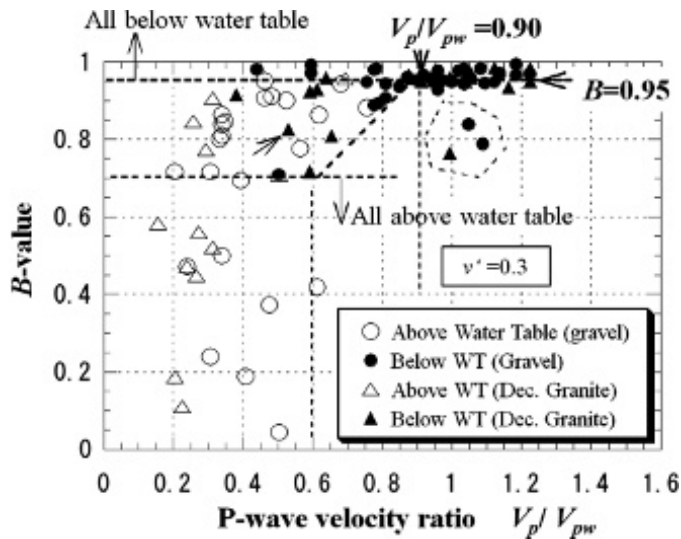 All below water table
Vp/Vpw =0.90
B=0.95
All above water table
ν'=0.3
○ Above Water Table (gravel)
● Below WT (Gravel)
△ Above WT (Dec. Granite)
▲ Below WT (Dec. Granite)
B-value
1
0.8
0.6
0.4
0.2
0
0 0.2 0.4 0.6 0.8 1 1.2 1.4 1.6
P-wave velocity ratio Vp/ Vpw